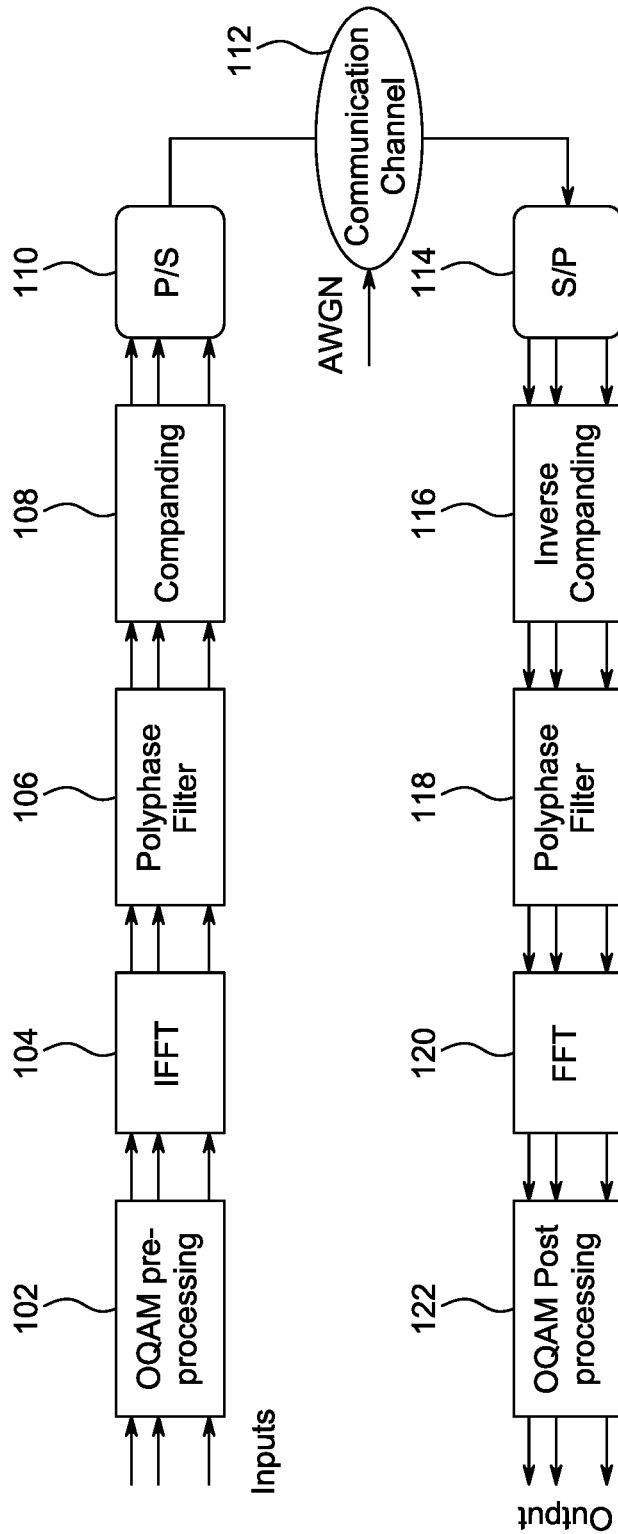 102
OQAM pre-
processing
Inputs
104
IFFT
106
Polyphase
Filter
108
Companding
110
P/S
112
Communication
Channel
AWGN
114
S/P
116
Inverse
Companding
118
Polyphase
Filter
120
FFT
122
OQAM Post
processing
Output